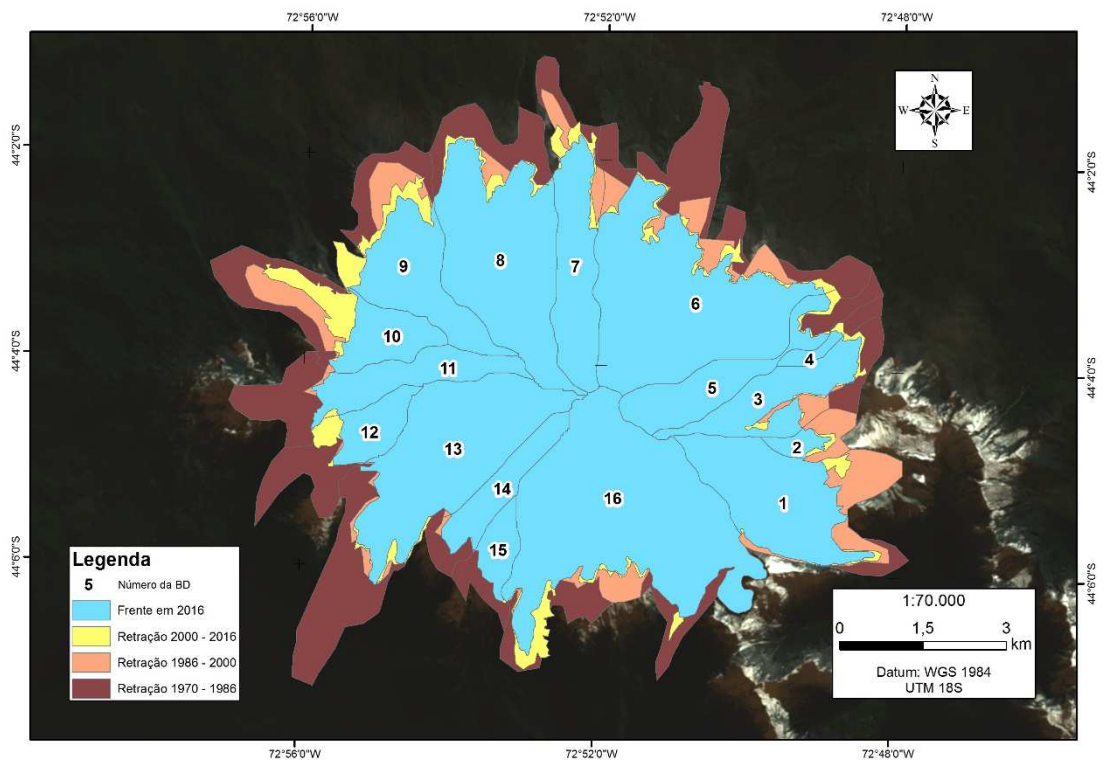 72°56'0"W
72°52'0"W
72°48'0"W
N
W
E
S
44°2'0"S
44°2'0"S
7
9
8
6
10
44°4'0"S
4
44°4'0"S
11
5
3
12
2
13
14
16
1
15
44°6'0"S
44°6'0"S
Legenda
5 Número da BD
Frente em 2016
Retração 2000 - 2016
Retração 1986 - 2000
Retração 1970 - 1986
1:70.000
0 1,5 3
km
Datum: WGS 1984
UTM 18S
72°56'0"W
72°52'0"W
72°48'0"W